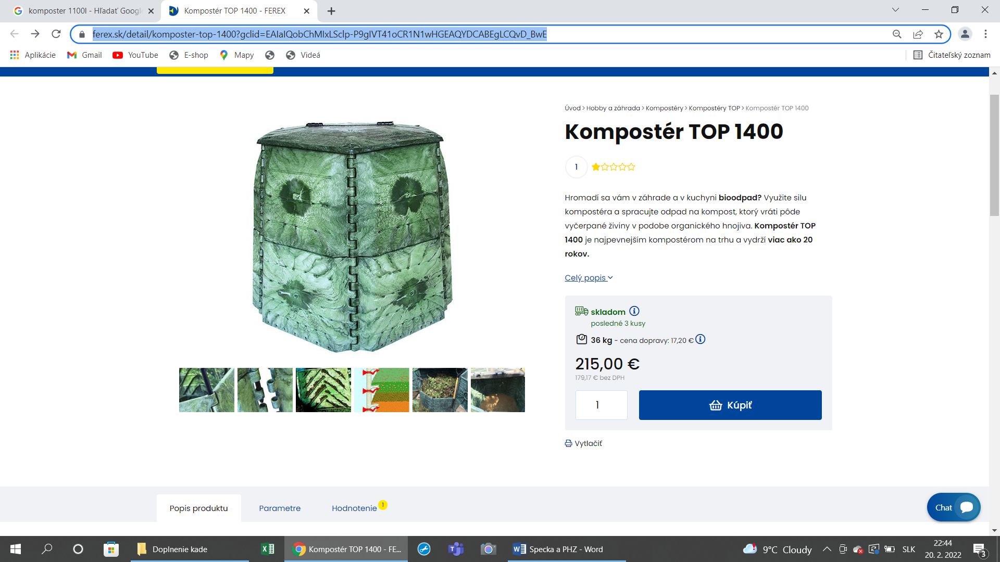 komposter 1100l - Hľadať Googl
Kompostér TOP 1400 - FEREX
ferex.sk/detail/komposter-top-1400?gclid=EAIaIQobChMIxLSclp-P9gIVT41oCR1N1wHGEAQYDCABEgLCQvD_BwE
Aplikácie
Gmail
YouTube
E-shop
Mapy
Videá
Čitateľský zoznam
Úvod > Hobby a záhrada > Kompostéry > Kompostéry TOP > Kompostér TOP 1400
Kompostér TOP 1400
1
Hromadí sa vám v záhrade a v kuchyni bioodpad? Využite silu
kompostéra a spracujte odpad na kompost, ktorý vráti pôde
vyčerpané živiny v podobe organického hnojiva. Kompostér TOP
1400 je najpevnejším kompostérom na trhu a vydrží viac ako 20
rokov.
Celý popis
skladom
posledné 3 kusy
36 kg - cena dopravy: 17,20 €
215,00 €
179,17 € bez DPH
1
Kúpiť
Vytlačiť
Popis produktu
Parametre
Hodnotenie 1
Chat
Doplnenie kade
Kompostér TOP 1400 - FE...
Specka a PHZ - Word
9°C Cloudy
SLK
22:44
20. 2. 2022
3